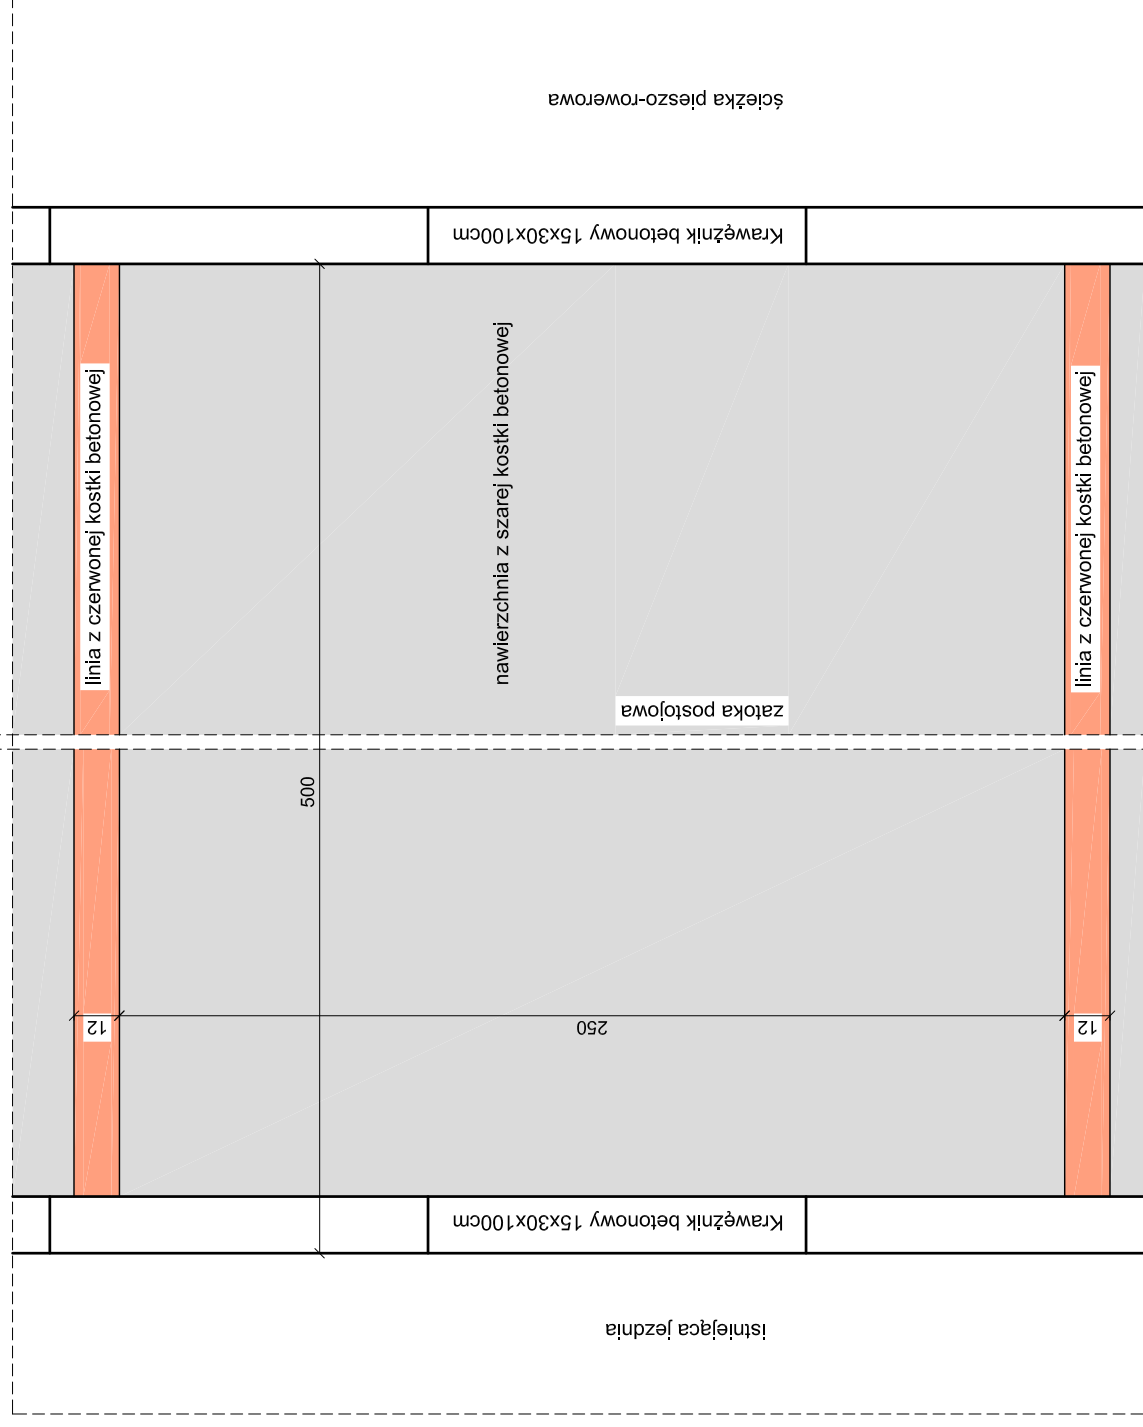 ścieżka pieszo-rowerowa
Krawężnik betonowy 15x30x100cm
linia z czerwonej kostki betonowej
nawierzchnia z szarej kostki betonowej
linia z czerwonej kostki betonowej
zatoka postojowa
500
12
250
12
Krawężnik betonowy 15x30x100cm
istniejąca jezdnia